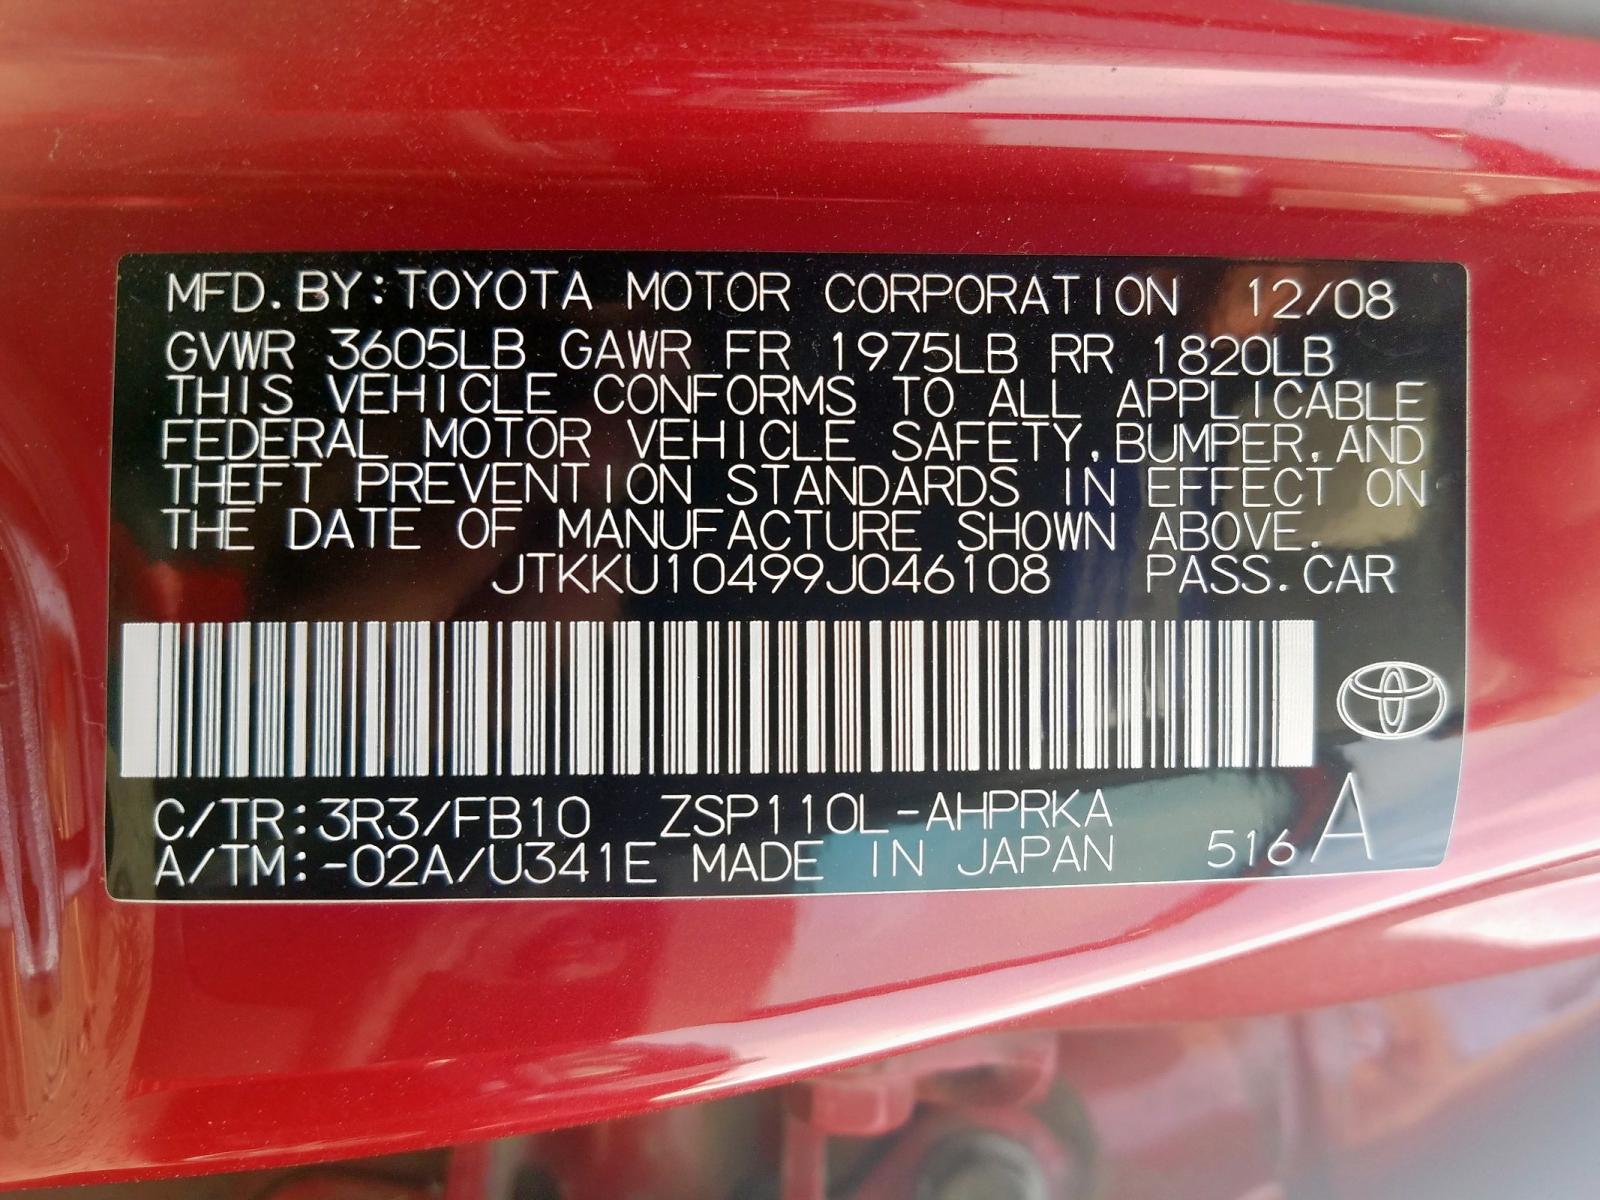 MFD. BY: TOYOTA MOTOR CORPORATION 12/08
GVWR 3605LB GAWR FR 1975LB RR 1820LB
THIS VEHICLE CONFORMS TO ALL APPLICABLE
FEDERAL MOTOR VEHICLE SAFETY, BUMPER, AND
THEFT PREVENTION STANDARDS IN EFFECT ON
THE DATE OF MANUFACTURE SHOWN ABOVE.
JTKKU10499J046108 PASS. CAR
C/TR: 3R3/FB10 ZSP110L-AHPRKA
A/TM: -02A/U341E MADE IN JAPAN 516 A